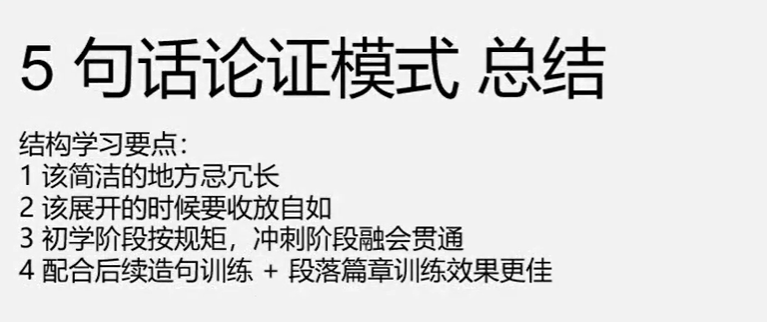 5 句话论证模式 总结
结构学习要点：
1 该简洁的地方忌冗长
2 该展开的时候要收放自如
3 初学阶段按规矩，冲刺阶段融会贯通
4 配合后续造句训练 + 段落篇章训练效果更佳